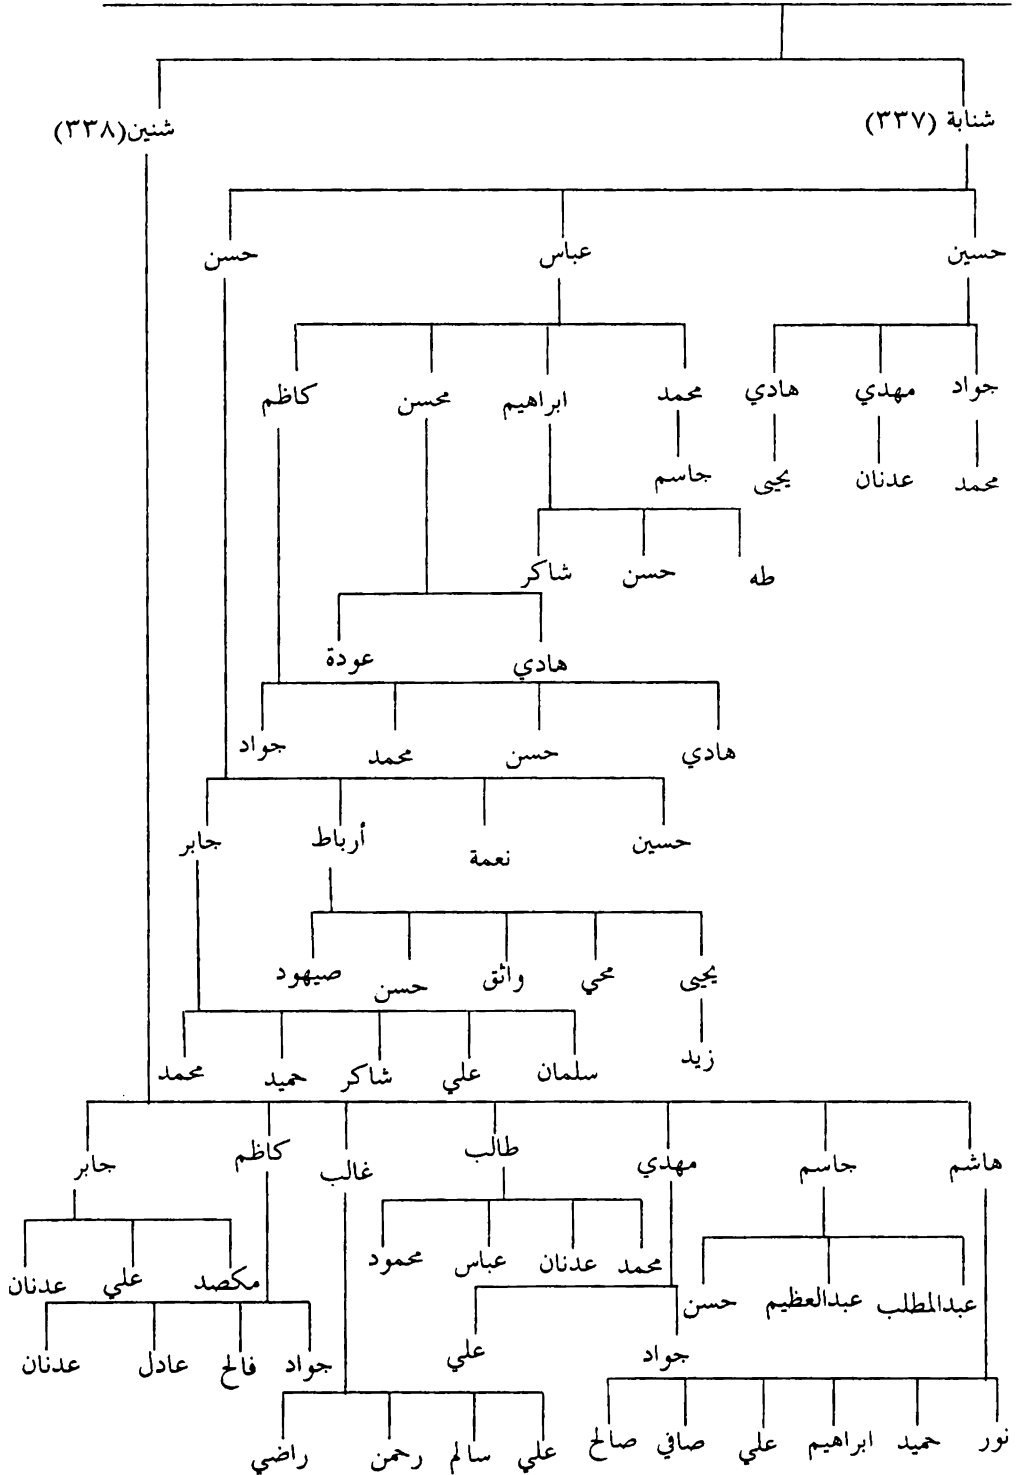 شنابة (٣٣٧) شنين (٣٣٨)
حسين عباس حسن
جواد مهدي هادي محمد ابراهيم محسن كاظم
محمد عدنان يحيى جاسم
طه حسن شاكر
هادي عودة
هادي حسن محمد جواد
حسين نعمة أرباط جابر
يحيى محي واثق حسن صيهود
زيد
سلمان علي شاكر حميد محمد
هاشم جاسم مهدي طالب غالب كاظم جابر
محمد عدنان عباس محمود مكصد علي عدنان
عبدالمطلب عبدالعظيم حسن
جواد علي جواد فالح عادل عدنان
نور حميد ابراهيم علي صافي صالح علي سالم رحمن راضي